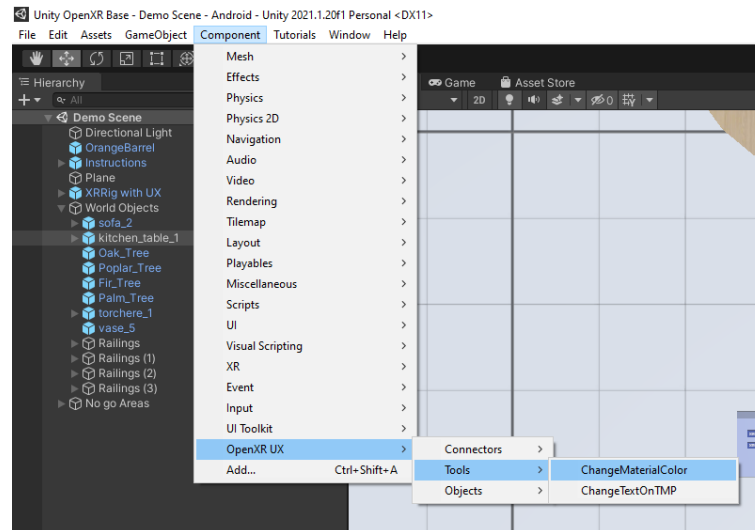 Unity OpenXR Base - Demo Scene - Android - Unity 2021.1.20f1 Personal <DX11>
File Edit Assets GameObject Component Tutorials Window Help
Hierarchy
All
Demo Scene
Directional Light
OrangeBarrel
Instructions
Plane
XRRig with UX
World Objects
sofa_2
kitchen_table_1
Oak_Tree
Poplar_Tree
Fir_Tree
Palm_Tree
torchere_1
vase_5
Railings
Railings (1)
Railings (2)
Railings (3)
No go Areas
Mesh
Effects
Physics
Physics 2D
Navigation
Audio
Video
Rendering
Tilemap
Layout
Playables
Miscellaneous
Scripts
UI
Visual Scripting
XR
Event
Input
UI Toolkit
OpenXR UX
Add... Ctrl+Shift+A
Connectors
Tools
Objects
ChangeMaterialColor
ChangeTextOnTMP
Game Asset Store
2D 0